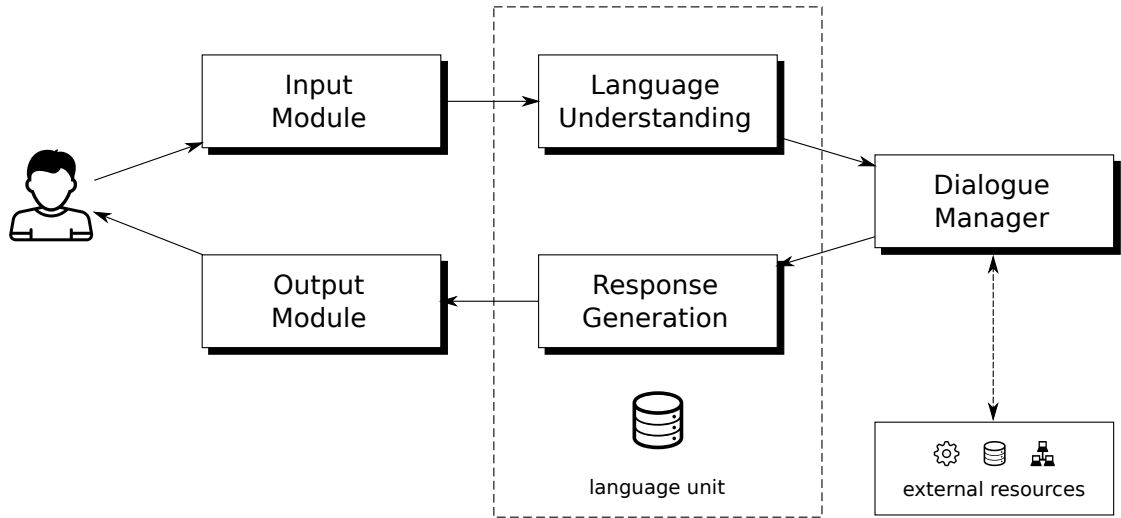 Input
Module
Language
Understanding
Dialogue
Manager
Output
Module
Response
Generation
language unit
external resources